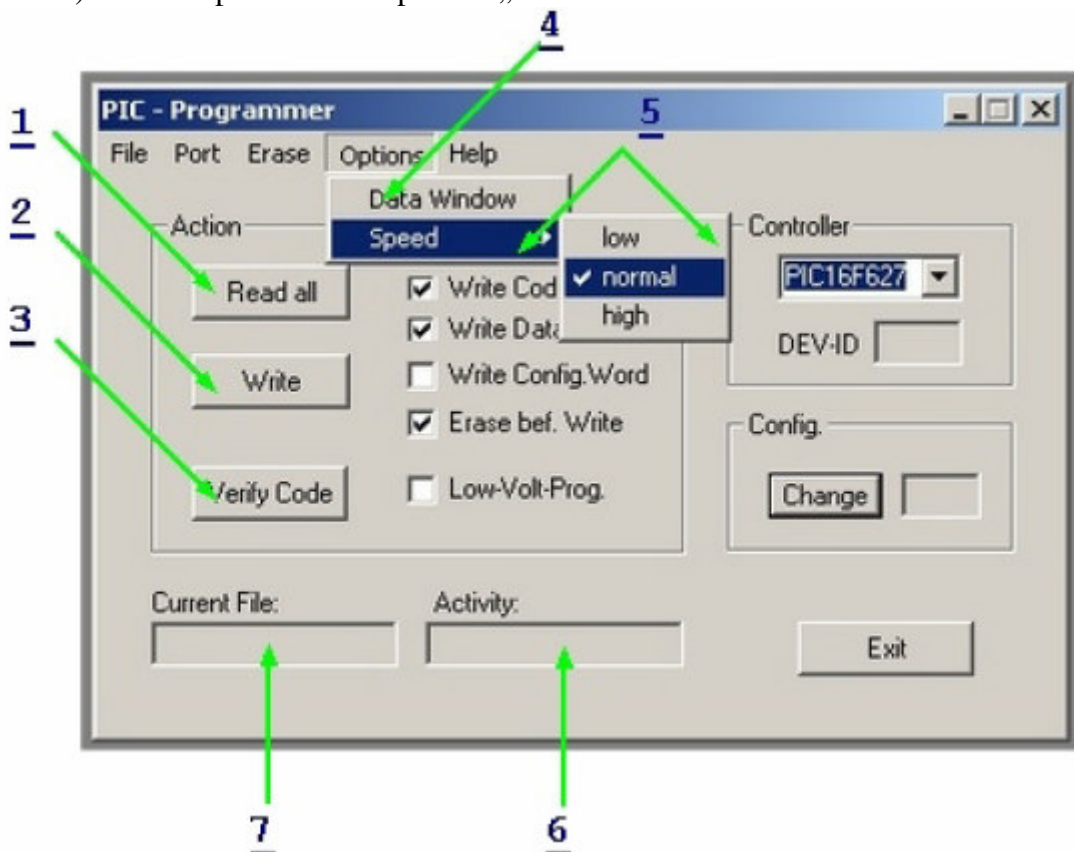 4
PIC - Programmer
5
1
File Port Erase Options Help
Data Window
2
Action
Speed
low
Controller
Read all
Write
normal
PIC16F627
3
Write
high
DEV-ID
Write
Write Config.Word
Erase bef. Write
Config.
Verify Code
Low-Volt-Prog.
Change
Current File:
Activity:
Exit
7
6